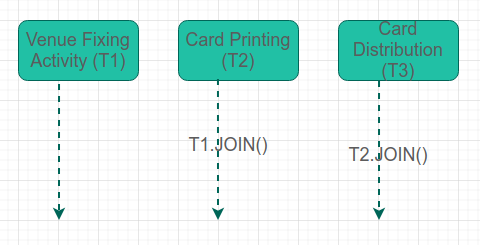 Venue Fixing
Activity (T1)
Card Printing
(T2)
Card
Distribution
(T3)
T1.JOIN()
T2.JOIN()